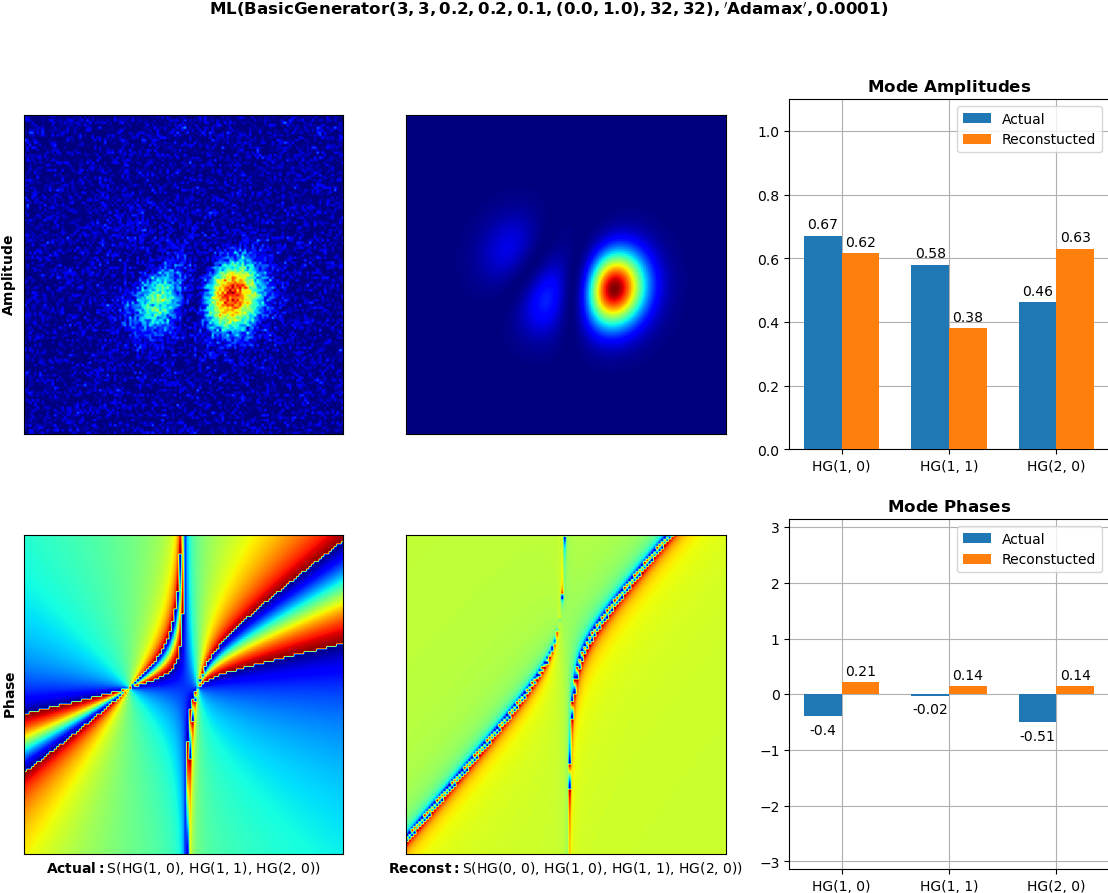 ML(BasicGenerator(3, 3, 0.2, 0.2, 0.1, (0.0, 1.0), 32, 32), ′Adamax′, 0.0001)
Amplitude
Mode Amplitudes
Actual
Reconstucted
1.0
0.8
0.6
0.4
0.2
0.0
0.67
0.62
0.58
0.38
0.46
0.63
HG(1, 0)
HG(1, 1)
HG(2, 0)
Phase
Actual: S(HG(1, 0), HG(1, 1), HG(2, 0))
Reconst: S(HG(0, 0), HG(1, 0), HG(1, 1), HG(2, 0))
Mode Phases
Actual
Reconstucted
3
2
1
0
−1
−2
−3
-0.4
0.21
-0.02
0.14
-0.51
0.14
HG(1, 0)
HG(1, 1)
HG(2, 0)